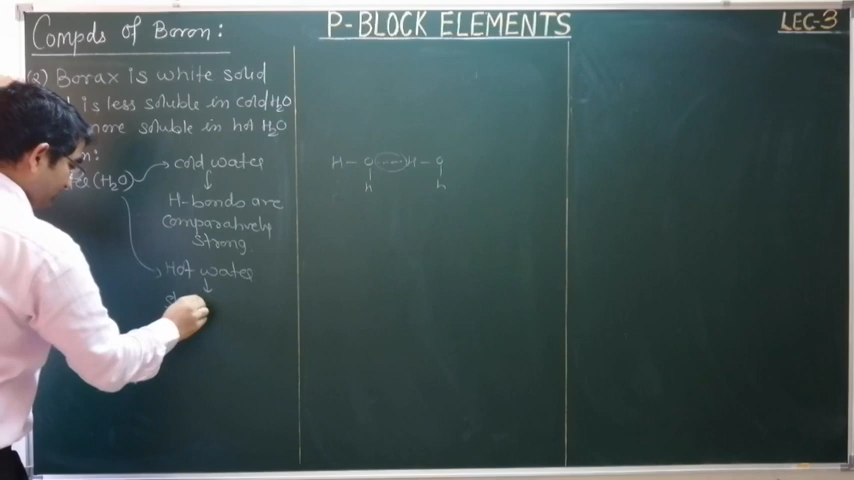 P-BLOCK ELEMENTS
LEC-3
Compds of Boron:
(2) Borax is white solid
is less soluble in cold H2O
more soluble in hot H2O
n:
(H2O) → cold water
↓
H-bonds are
comparatively
strong.
Hot water
↓
H - O ---- H - O
H H